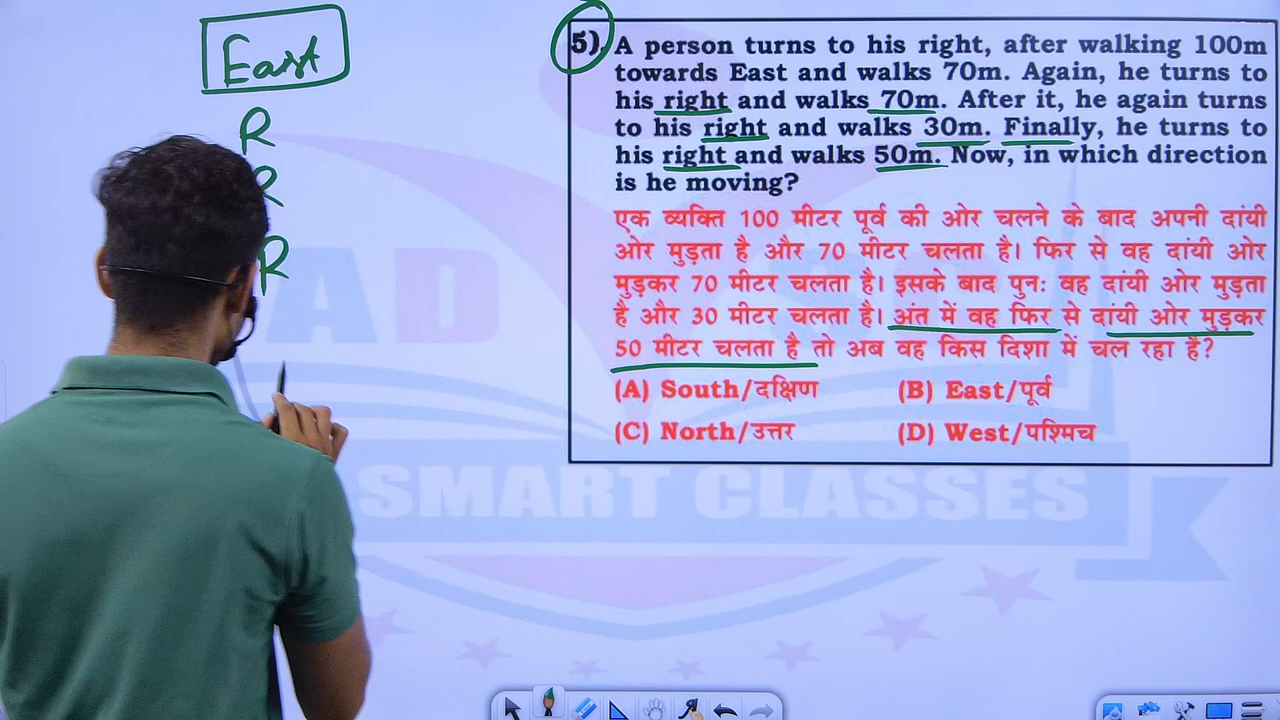 East
R
R
R
5). A person turns to his right, after walking 100m
towards East and walks 70m. Again, he turns to
his right and walks 70m. After it, he again turns
to his right and walks 30m. Finally, he turns to
his right and walks 50m. Now, in which direction
is he moving?
एक व्यक्ति 100 मीटर पूर्व की ओर चलने के बाद अपनी दांयी
ओर मुड़ता है और 70 मीटर चलता है। फिर से वह दांयी ओर
मुड़कर 70 मीटर चलता है। इसके बाद पुनः वह दांयी ओर मुड़ता
है और 30 मीटर चलता है। अंत में वह फिर से दांयी ओर मुड़कर
50 मीटर चलता है तो अब वह किस दिशा में चल रहा है?
(A) South/दक्षिण (B) East/पूर्व
(C) North/उत्तर (D) West/पश्मिच
AD
SMART CLASSES